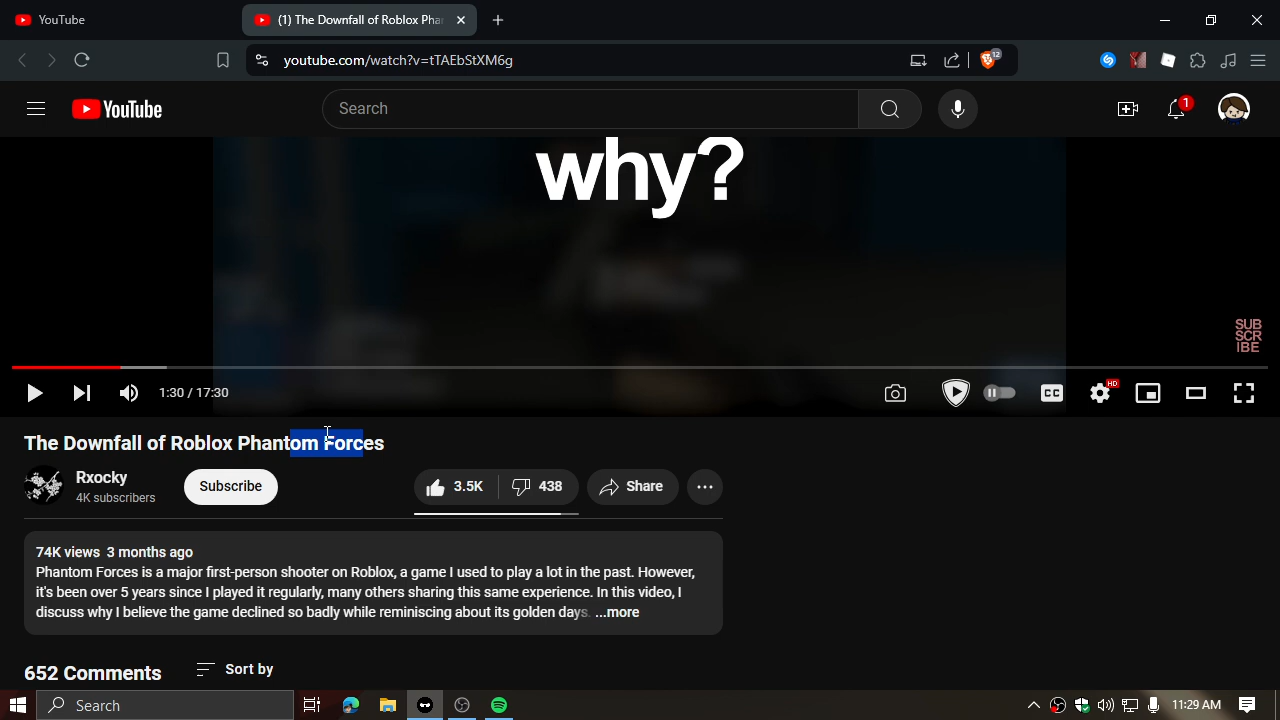 YouTube
(1) The Downfall of Roblox Pha
youtube.com/watch?v=tTAEbStXM6g
12
YouTube
Search
1
why?
SUB
SCR
IBE
1:30 / 17:30
CC
HD
The Downfall of Roblox Phantom Forces
Rxocky
4K subscribers
Subscribe
3.5K
438
Share
74K views 3 months ago
Phantom Forces is a major first-person shooter on Roblox, a game I used to play a lot in the past. However,
it's been over 5 years since I played it regularly, many others sharing this same experience. In this video, I
discuss why I believe the game declined so badly while reminiscing about its golden days. ...more
652 Comments
Sort by
Search
11:29 AM